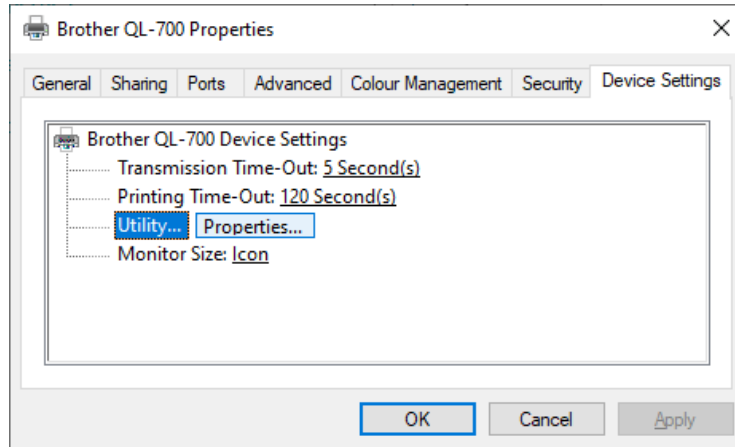 Brother QL-700 Properties
General Sharing Ports Advanced Colour Management Security Device Settings
Brother QL-700 Device Settings
Transmission Time-Out: 5 Second(s)
Printing Time-Out: 120 Second(s)
Utility... Properties...
Monitor Size: Icon
OK Cancel Apply